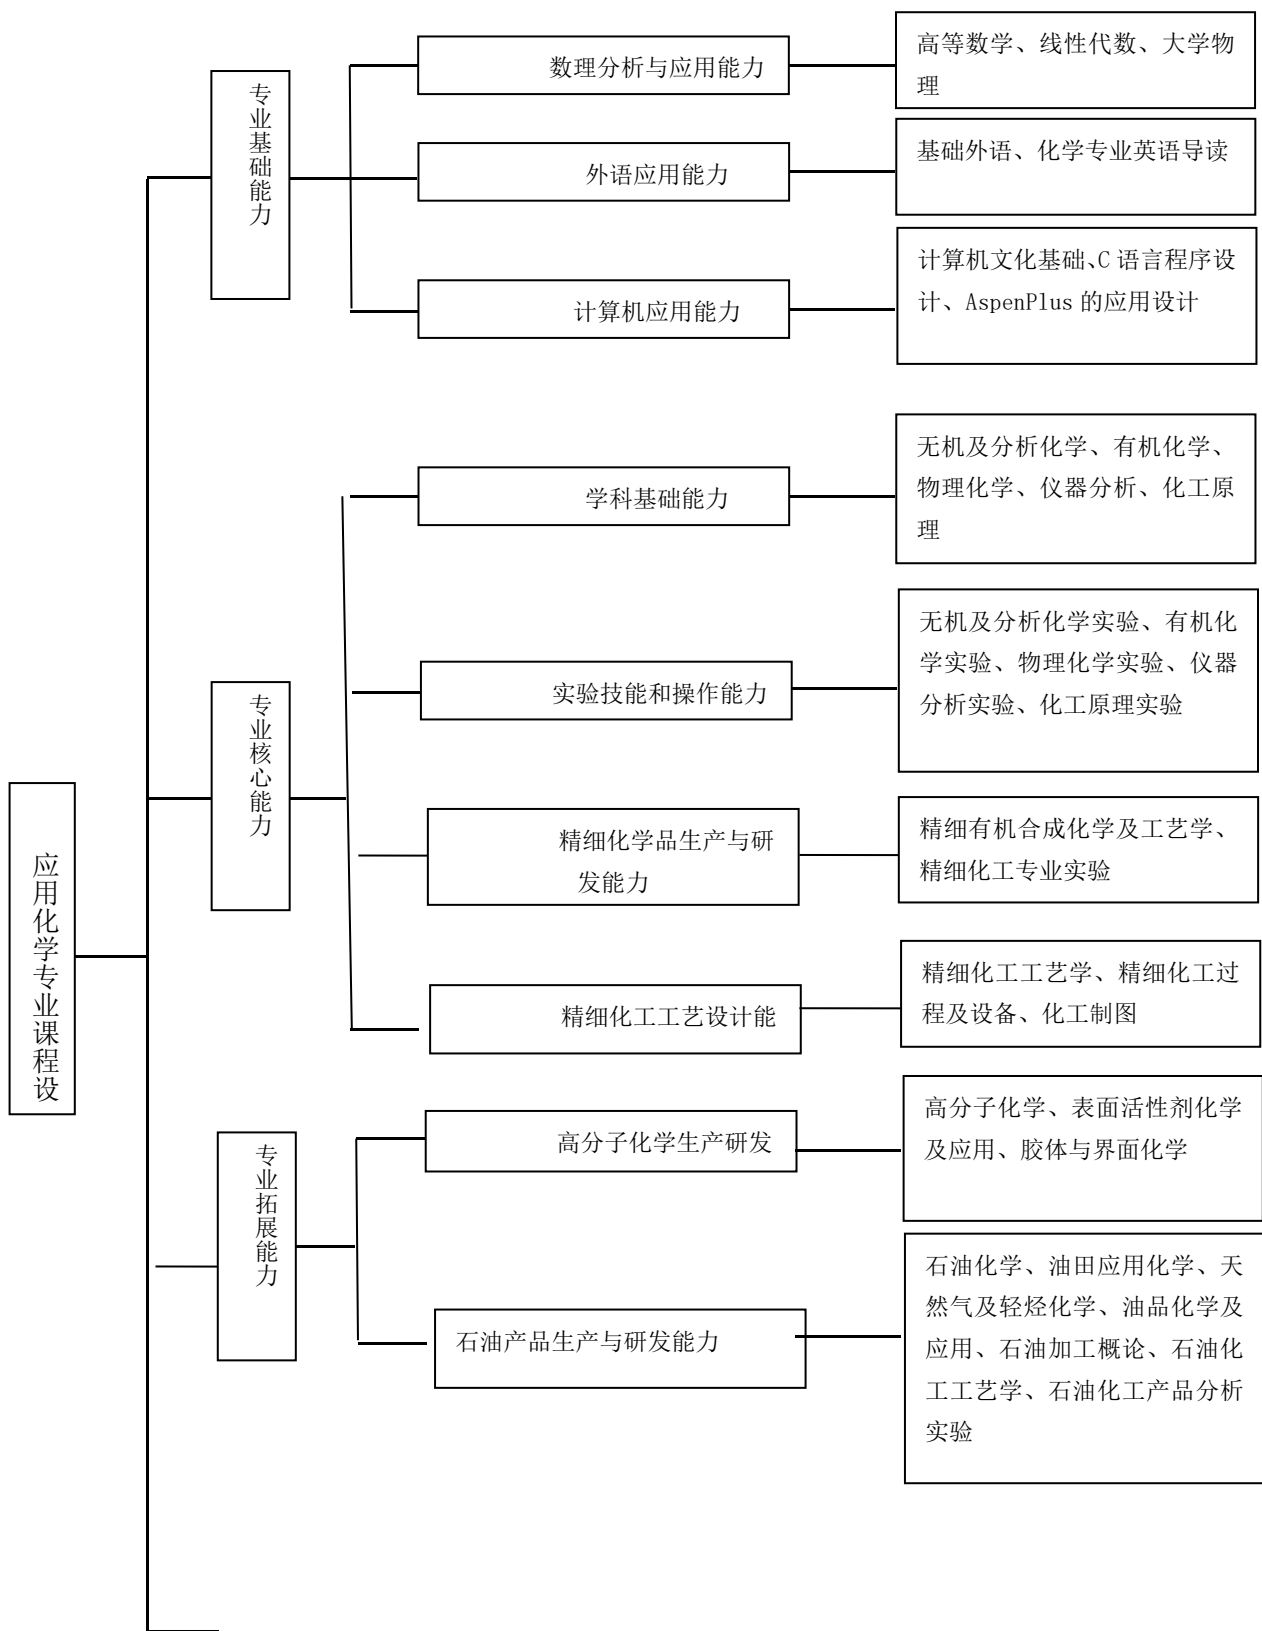 应用化学专业课程设
专业基础能力
数理分析与应用能力
高等数学、线性代数、大学物
理
外语应用能力
基础外语、化学专业英语导读
计算机应用能力
计算机文化基础、C 语言程序设
计、AspenPlus 的应用设计
专业核心能力
学科基础能力
无机及分析化学、有机化学、
物理化学、仪器分析、化工原
理
实验技能和操作能力
无机及分析化学实验、有机化
学实验、物理化学实验、仪器
分析实验、化工原理实验
精细化学品生产与研
发能力
精细有机合成化学及工艺学、
精细化工专业实验
精细化工工艺设计能
精细化工工艺学、精细化工过
程及设备、化工制图
专业拓展能力
高分子化学生产研发
高分子化学、表面活性剂化学
及应用、胶体与界面化学
石油产品生产与研发能力
石油化学、油田应用化学、天
然气及轻烃化学、油品化学及
应用、石油加工概论、石油化
工工艺学、石油化工产品分析
实验